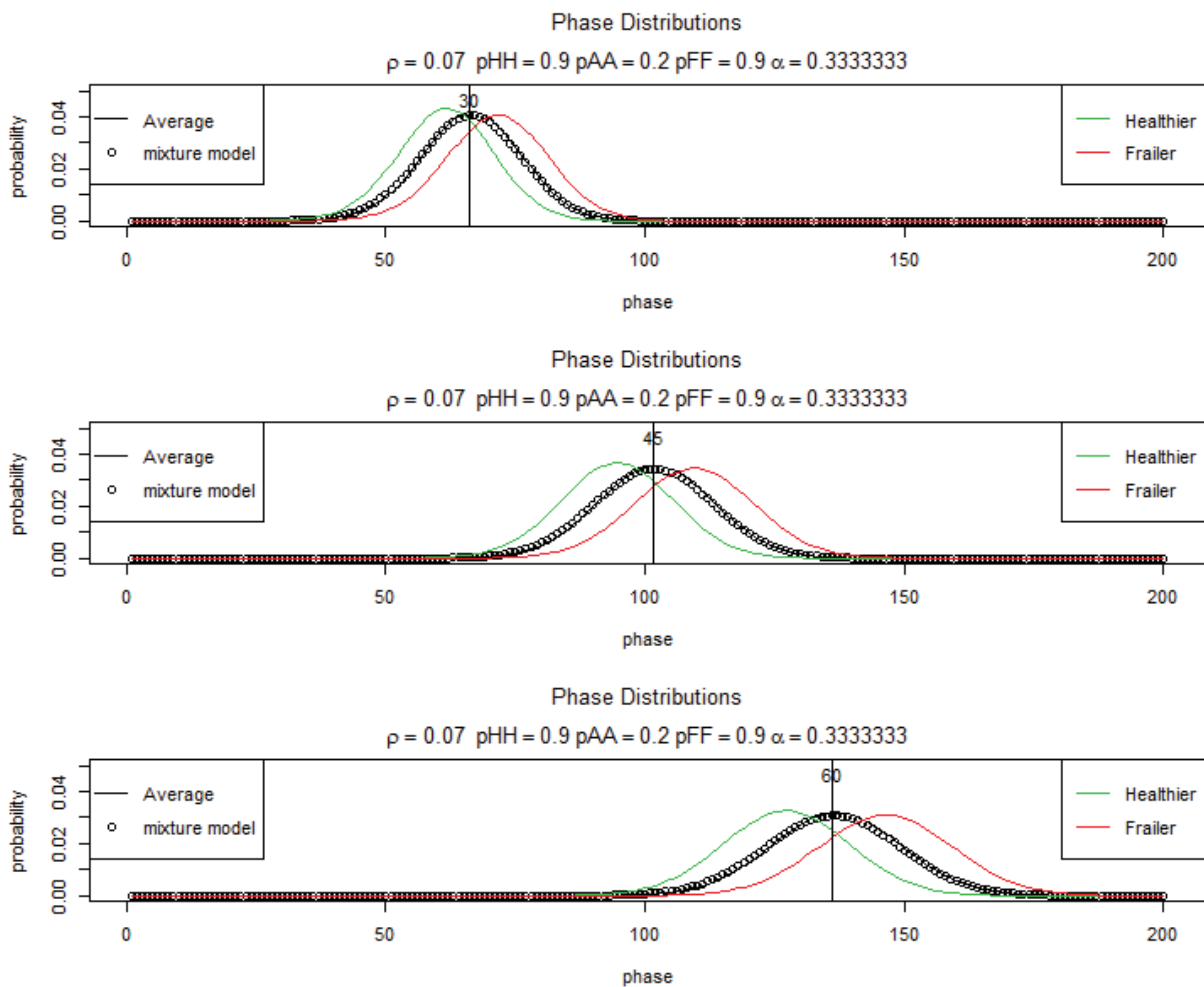 Phase Distributions
ρ = 0.07 pHH = 0.9 pAA = 0.2 pFF = 0.9 α = 0.3333333
probability
0.00 0.02 0.04
30
Average
mixture model
Healthier
Frailer
0 50 100 150 200
phase
Phase Distributions
ρ = 0.07 pHH = 0.9 pAA = 0.2 pFF = 0.9 α = 0.3333333
probability
0.00 0.02 0.04
45
Average
mixture model
Healthier
Frailer
0 50 100 150 200
phase
Phase Distributions
ρ = 0.07 pHH = 0.9 pAA = 0.2 pFF = 0.9 α = 0.3333333
probability
0.00 0.02 0.04
60
Average
mixture model
Healthier
Frailer
0 50 100 150 200
phase